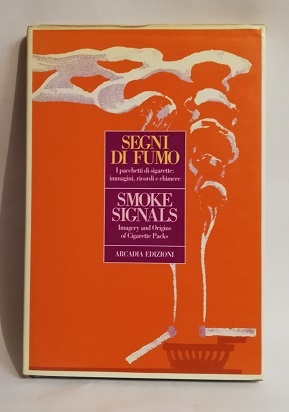 SEGNI
DI FUMO
I pacchetti di sigarette:
immagini, ricordi e chimere
SMOKE
SIGNALS
Imagery and Origins
of Cigarette Packs
ARCADIA EDIZIONI